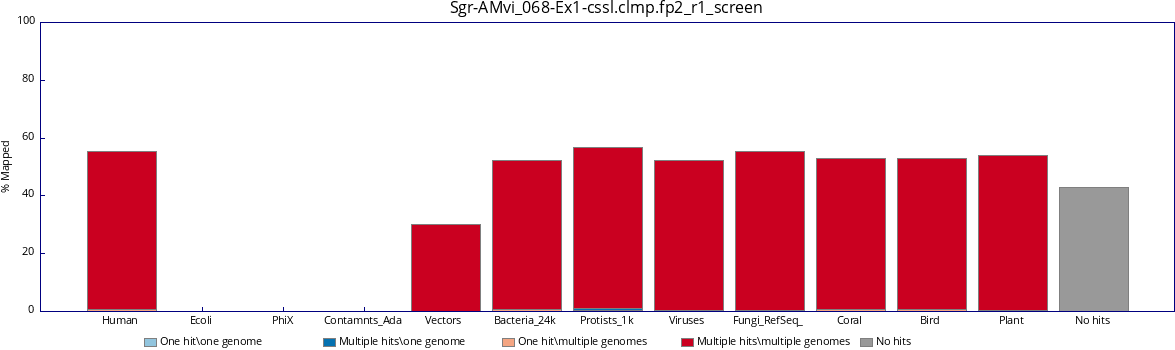 Sgr-AMvi_068-Ex1-cssl.clmp.fp2_r1_screen
100
80
60
40
20
0
% Mapped
Human Ecoli PhiX Contamnts_Ada Vectors Bacteria_24k Protists_1k Viruses Fungi_RefSeq_ Coral Bird Plant No hits
One hit\one genome Multiple hits\one genome One hit\multiple genomes Multiple hits\multiple genomes No hits